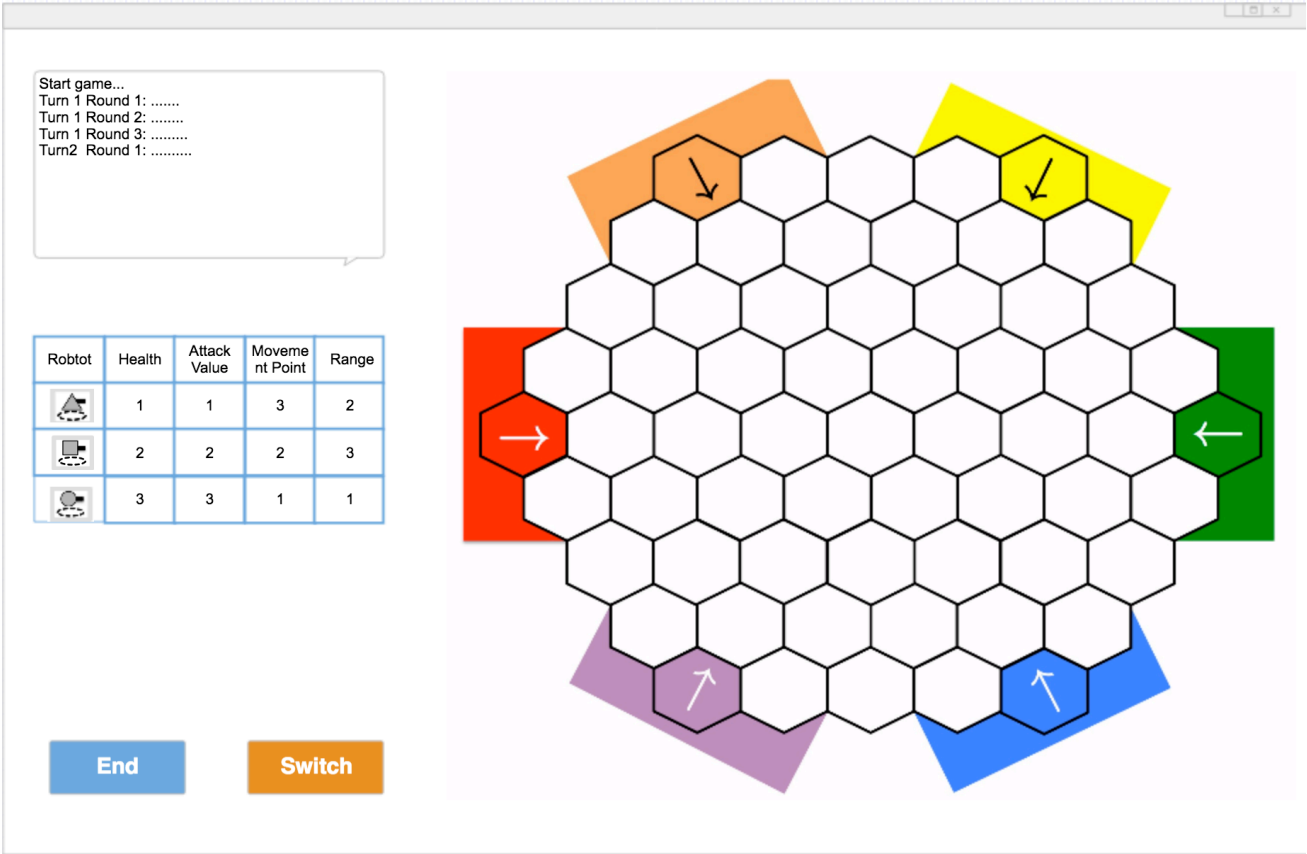 Start game...
Turn 1 Round 1: .......
Turn 1 Round 2: ........
Turn 1 Round 3: .........
Turn2  Round 1: ..........
Robtot Health Attack Value Moveme nt Point Range
1 1 3 2
2 2 2 3
3 3 1 1
End Switch